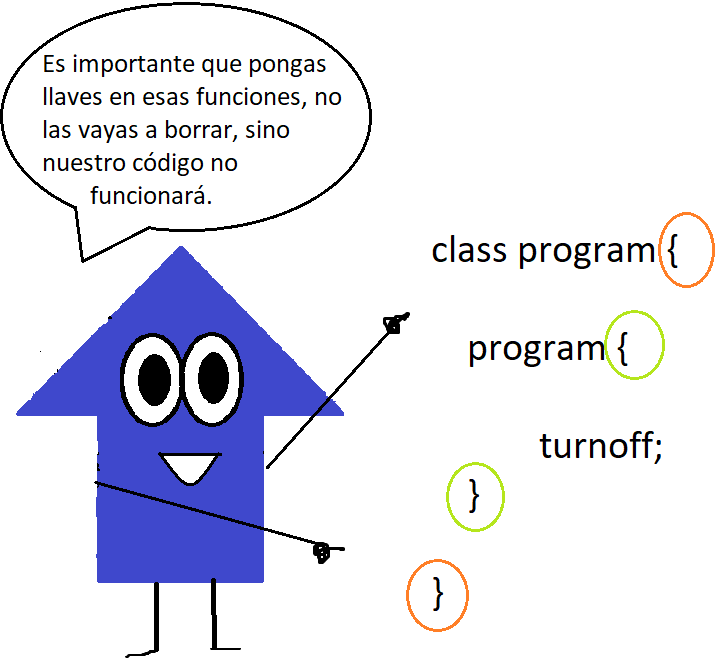 Es importante que pongas
llaves en esas funciones, no
las vayas a borrar, sino
nuestro código no
funcionará.
class program {
program {
turnoff;
}
}